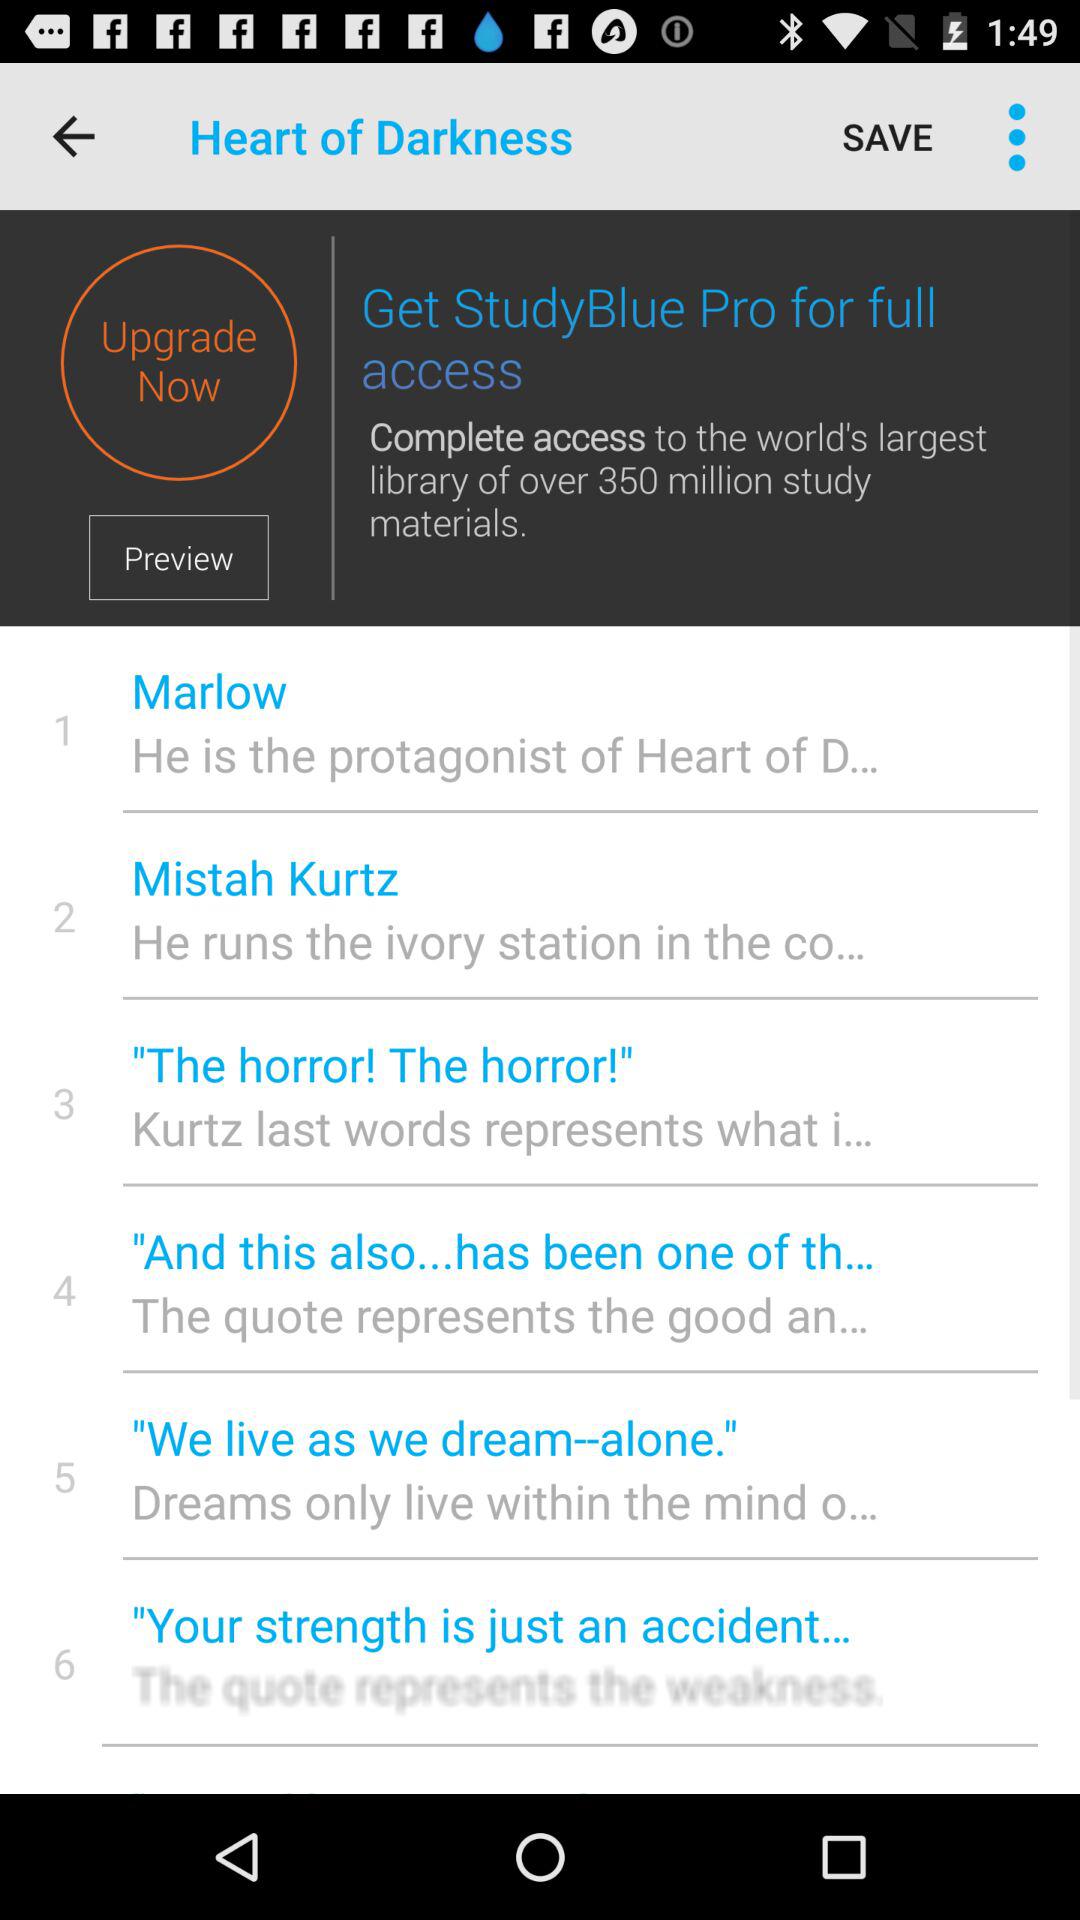 1:49
Heart of Darkness
SAVE
Upgrade
Now
Preview
Get StudyBlue Pro for full
access
Complete access to the world's largest
library of over 350 million study
materials.
1
Marlow
He is the protagonist of Heart of D...
2
Mistah Kurtz
He runs the ivory station in the co...
3
"The horror! The horror!"
Kurtz last words represents what i...
4
"And this also...has been one of th...
The quote represents the good an...
5
"We live as we dream--alone."
Dreams only live within the mind o...
6
"Your strength is just an accident...
The quote represents the weakness.